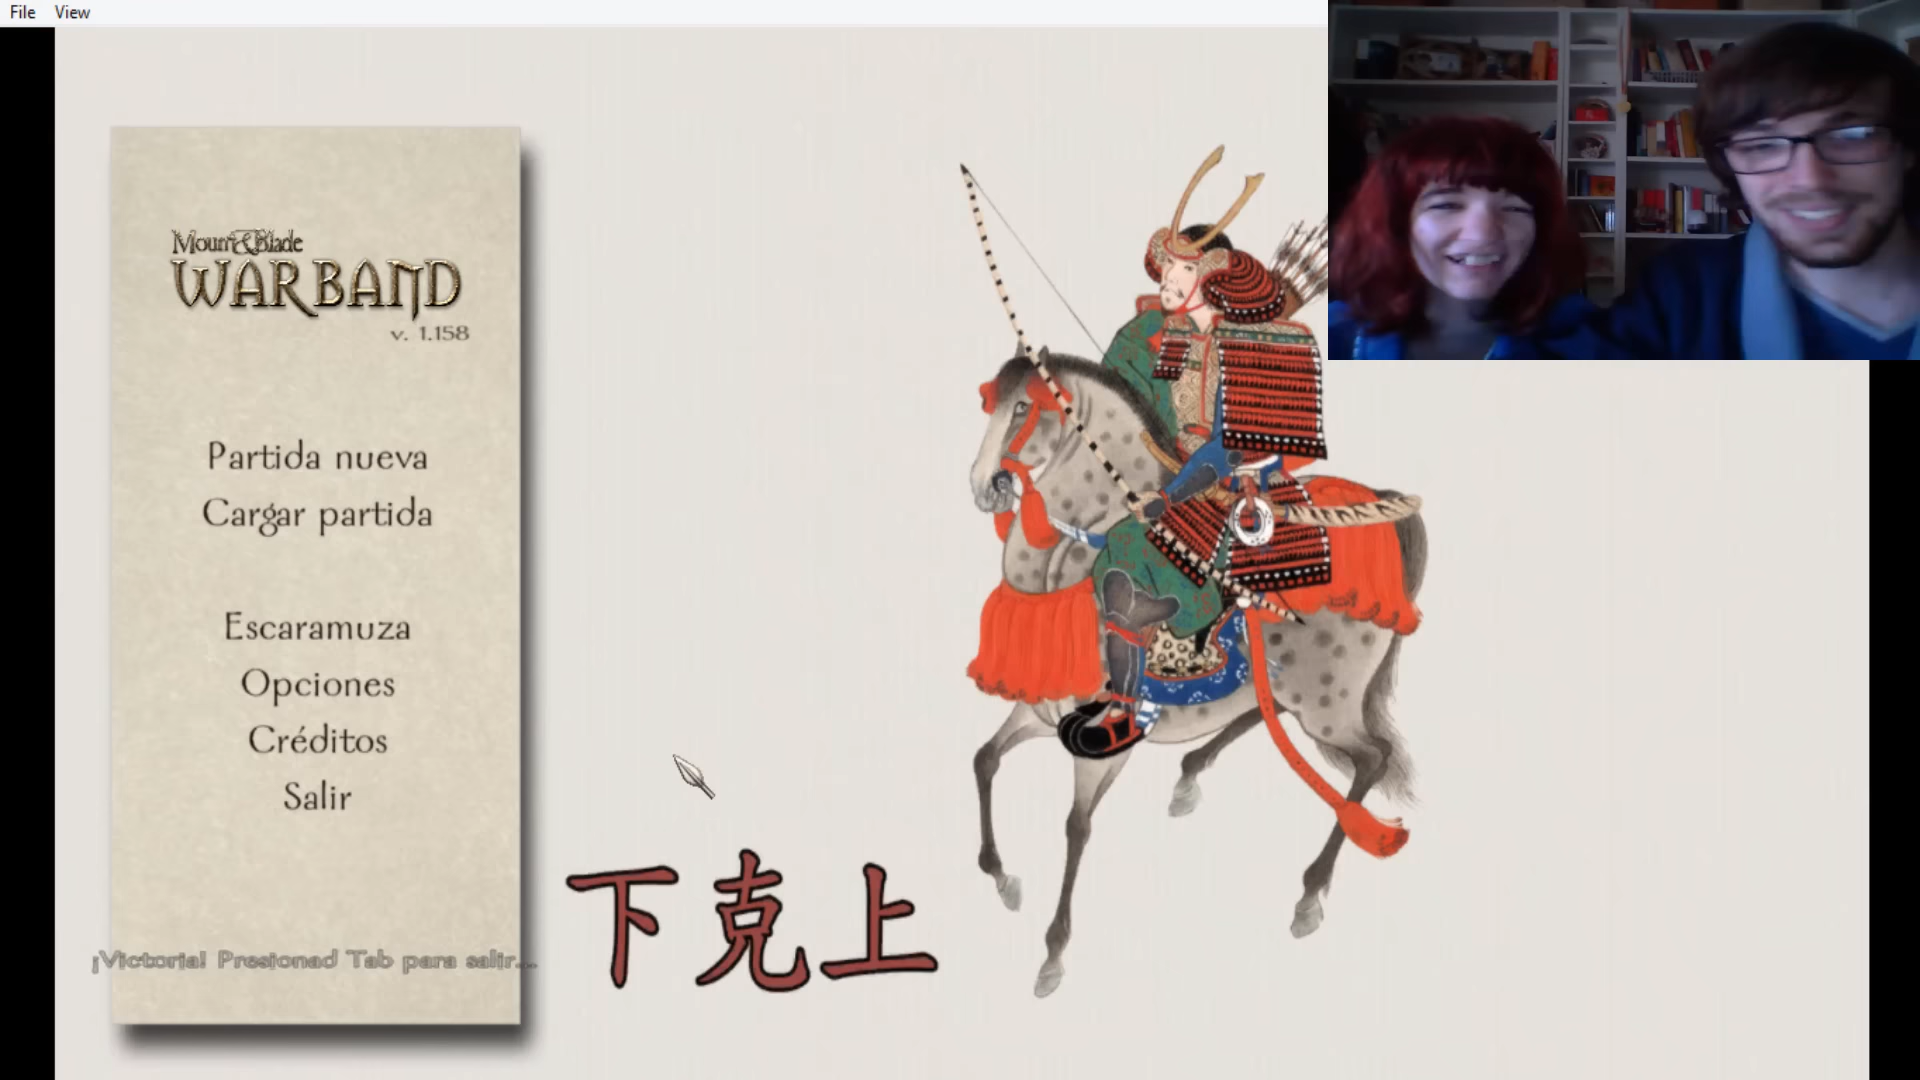 File View
Mount&Blade
WARBAND
v. 1.158
Partida nueva
Cargar partida
Escaramuza
Opciones
Créditos
Salir
¡Victoria! Presionad Tab para salir...
下克上